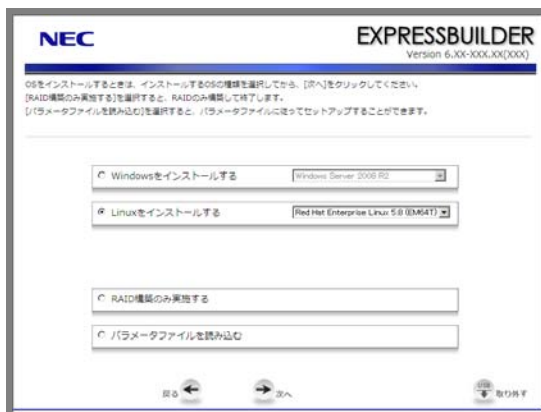 NEC
EXPRESSBUILDER
Version 6.XX-XXX.XX(XXX)
OSをインストールするときは、インストールするOSの種類を選択してから、[次へ]をクリックしてください。
[RAID構築のみ実施する]を選択すると、RAIDのみ構築して終了します。
[パラメータファイルを読み込む]を選択すると、パラメータファイルに従ってセットアップすることができます。
Windowsをインストールする
Windows Server 2008 R2
Linuxをインストールする
Red Hat Enterprise Linux 5.8 (EM64T)
RAID構築のみ実施する
パラメータファイルを読み込む
戻る
次へ
USB
取り外す